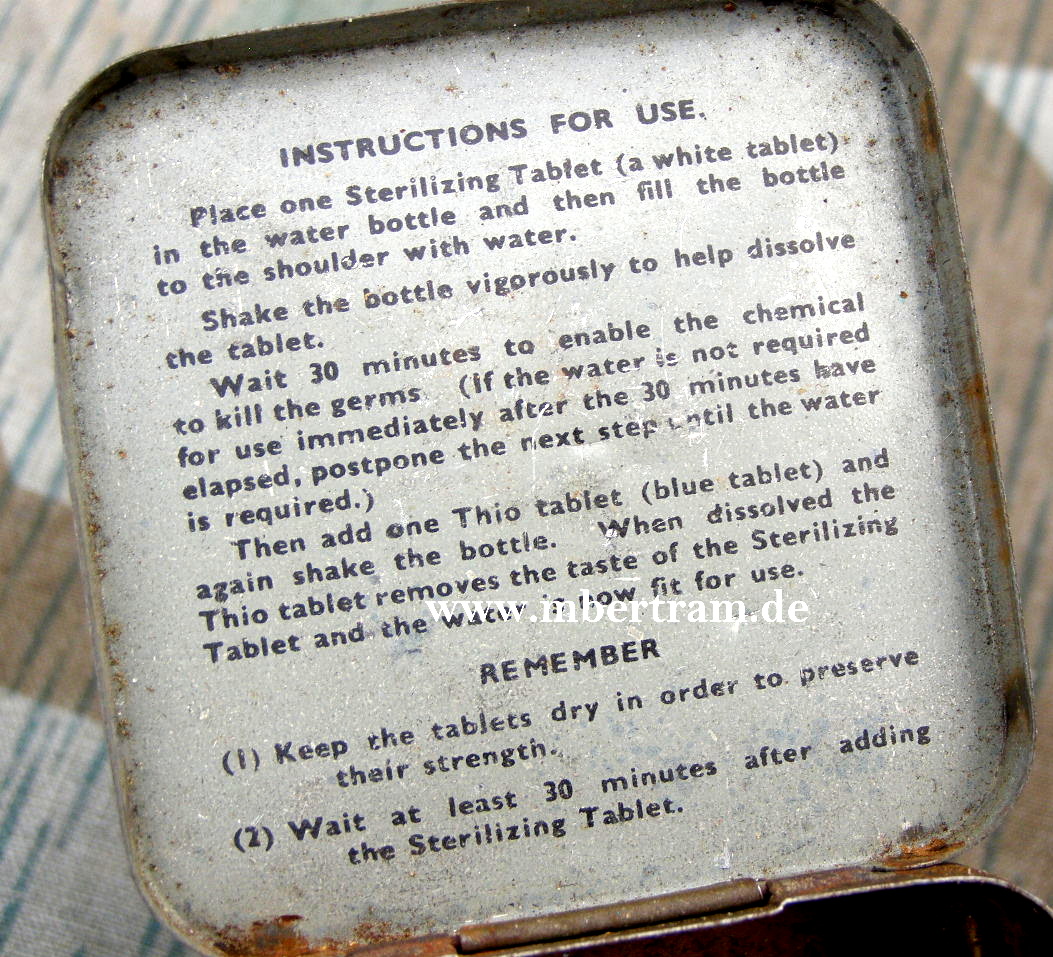 INSTRUCTIONS FOR USE.
Place one Sterilizing Tablet (a white tablet)
in the water bottle and then fill the bottle
to the shoulder with water.
Shake the bottle vigorously to help dissolve
the tablet.
Wait 30 minutes to enable the chemical
to kill the germs (If the water is not required
for use immediately after the 30 minutes have
elapsed, postpone the next step until the water
is required.)
Then add one Thio tablet (blue tablet) and
again shake the bottle. When dissolved the
Thio tablet removes the taste of the Sterilizing
Tablet and the water is now fit for use.
www.mbertram.de
REMEMBER
(1) Keep the tablets dry in order to preserve
their strength.
(2) Wait at least 30 minutes after adding
the Sterilizing Tablet.